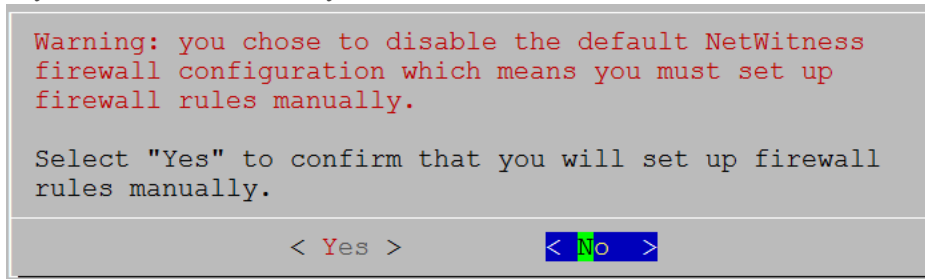 Warning: you chose to disable the default NetWitness
firewall configuration which means you must set up
firewall rules manually.
Select "Yes" to confirm that you will set up firewall
rules manually.
< Yes > < No >